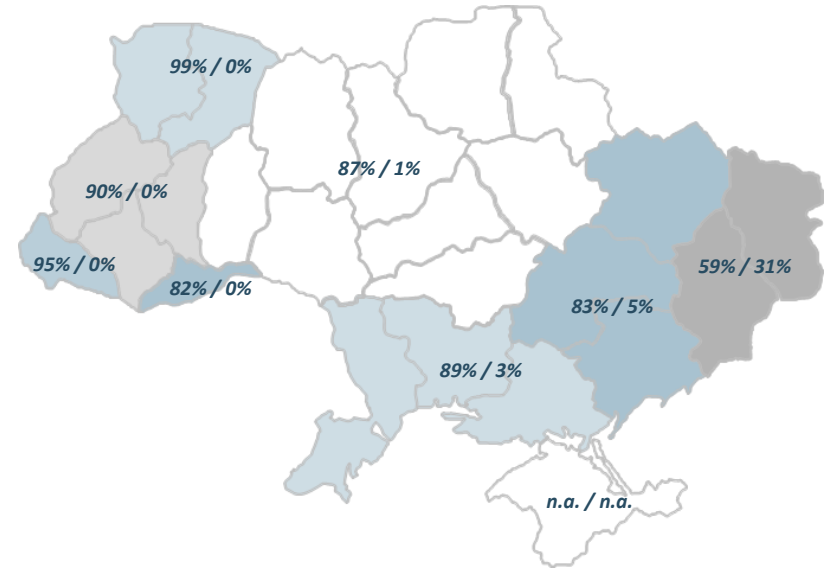 99% / 0%
87% / 1%
90% / 0%
95% / 0%
59% / 31%
82% / 0%
83% / 5%
89% / 3%
n.a. / n.a.